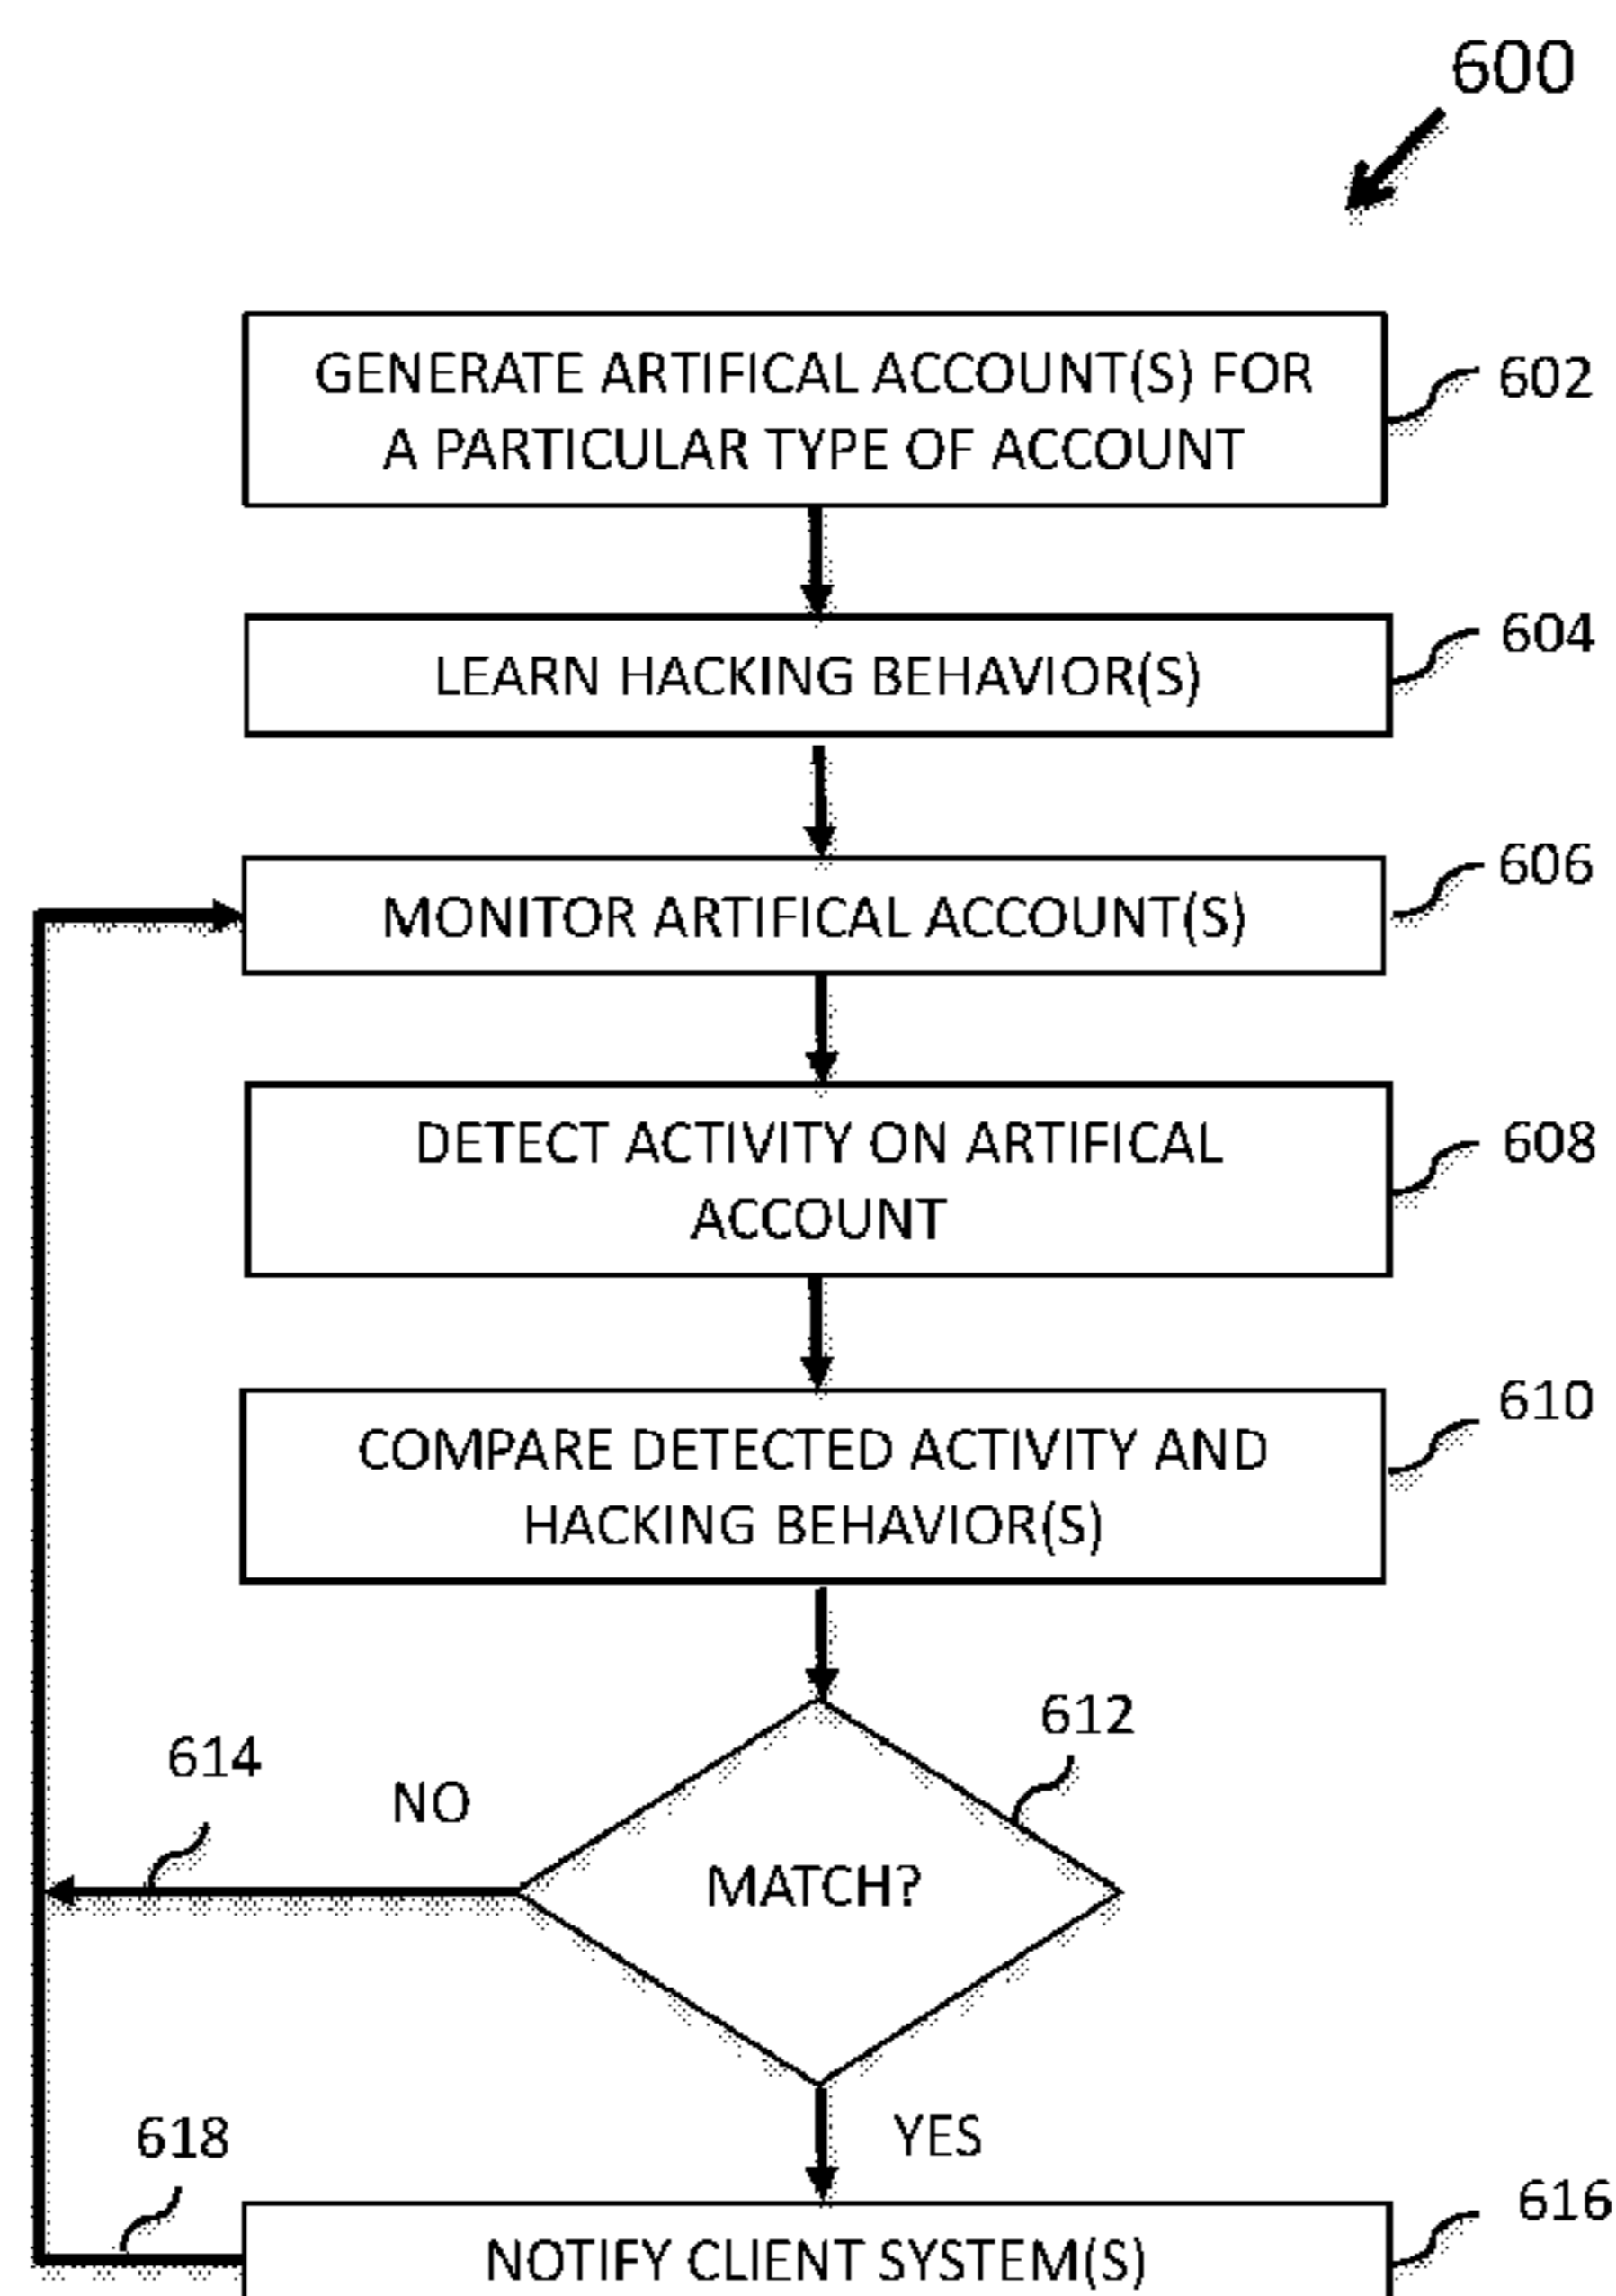 600
GENERATE ARTIFICAL ACCOUNT(S) FOR
A PARTICULAR TYPE OF ACCOUNT
602
LEARN HACKING BEHAVIOR(S)
604
MONITOR ARTIFICAL ACCOUNT(S)
606
DETECT ACTIVITY ON ARTIFICAL
ACCOUNT
608
COMPARE DETECTED ACTIVITY AND
HACKING BEHAVIOR(S)
610
612
614
NO
MATCH?
YES
618
NOTIFY CLIENT SYSTEM(S)
616